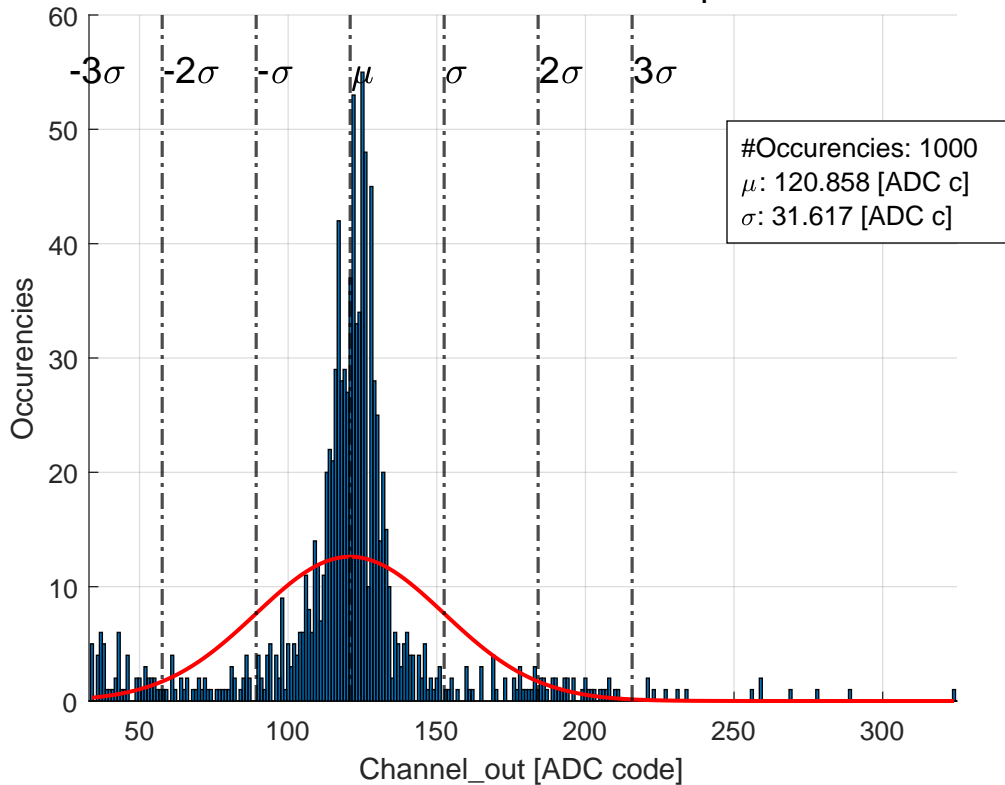 60
50
40
30
20
10
0
-3σ -2σ -σ μ σ 2σ 3σ
#Occurencies: 1000
μ: 120.858 [ADC c]
σ: 31.617 [ADC c]
Occurencies
50 100 150 200 250 300
Channel_out [ADC code]